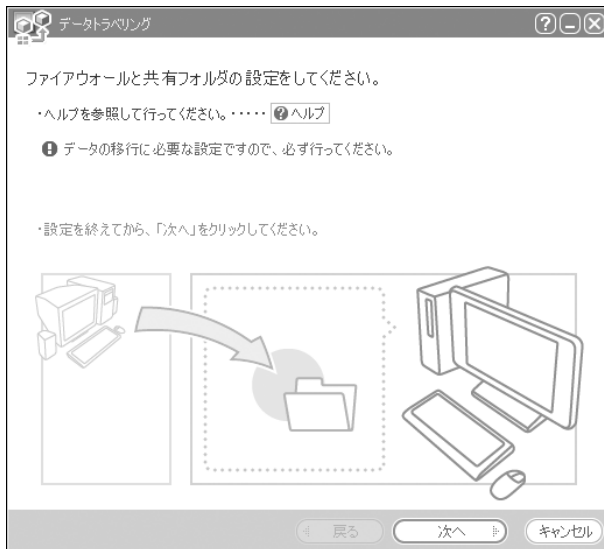 データトラベリング
ファイアウォールと共有フォルダの設定をしてください。
・ヘルプを参照して行ってください。・・・・・ ?ヘルプ
! データの移行に必要な設定ですので、必ず行ってください。
・設定を終えてから、「次へ」をクリックしてください。
戻る 次へ キャンセル